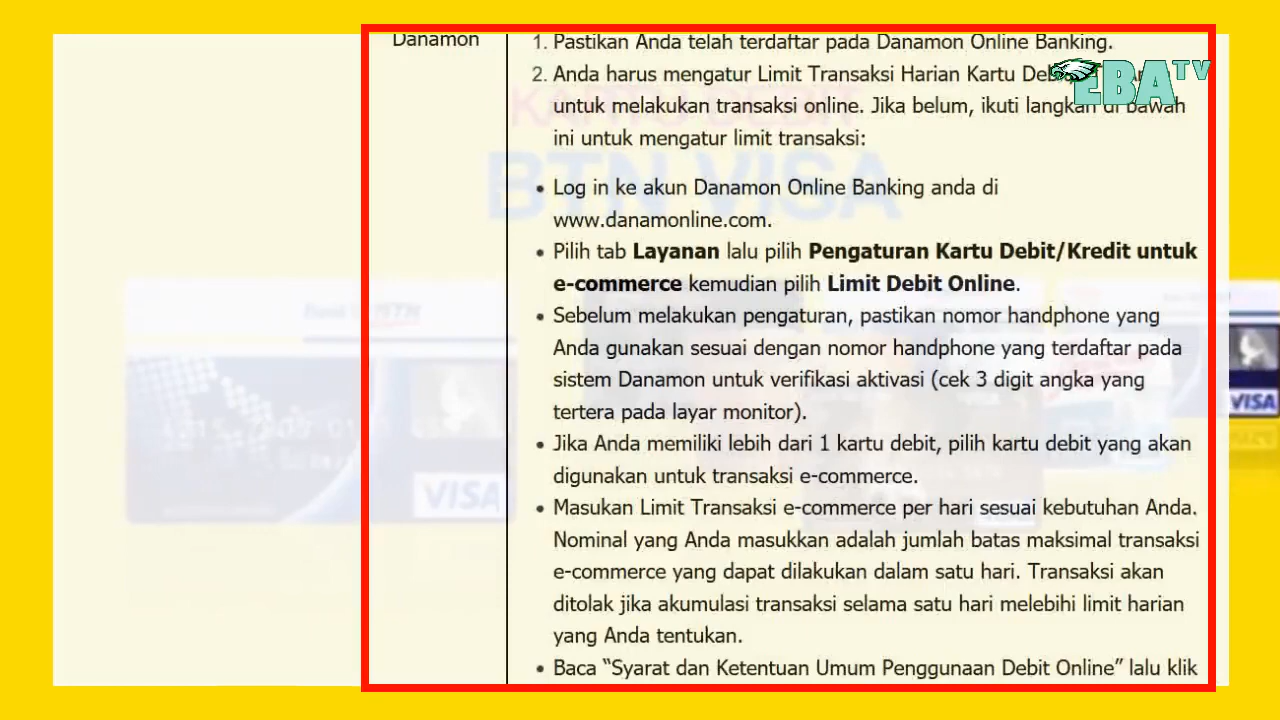 Danamon
1. Pastikan Anda telah terdaftar pada Danamon Online Banking.
EBA TV
2. Anda harus mengatur Limit Transaksi Harian Kartu
untuk melakukan transaksi online. Jika belum, ikuti langkah di bawah
ini untuk mengatur limit transaksi:
KARTU DEBIT
BTN VISA
• Log in ke akun Danamon Online Banking anda di
www.danamonline.com.
• Pilih tab Layanan lalu pilih Pengaturan Kartu Debit/Kredit untuk
e-commerce kemudian pilih Limit Debit Online.
• Sebelum melakukan pengaturan, pastikan nomor handphone yang
Anda gunakan sesuai dengan nomor handphone yang terdaftar pada
sistem Danamon untuk verifikasi aktivasi (cek 3 digit angka yang
tertera pada layar monitor).
• Jika Anda memiliki lebih dari 1 kartu debit, pilih kartu debit yang akan
digunakan untuk transaksi e-commerce.
• Masukan Limit Transaksi e-commerce per hari sesuai kebutuhan Anda.
Nominal yang Anda masukkan adalah jumlah batas maksimal transaksi
e-commerce yang dapat dilakukan dalam satu hari. Transaksi akan
ditolak jika akumulasi transaksi selama satu hari melebihi limit harian
yang Anda tentukan.
• Baca “Syarat dan Ketentuan Umum Penggunaan Debit Online” lalu klik
VISA
VISA